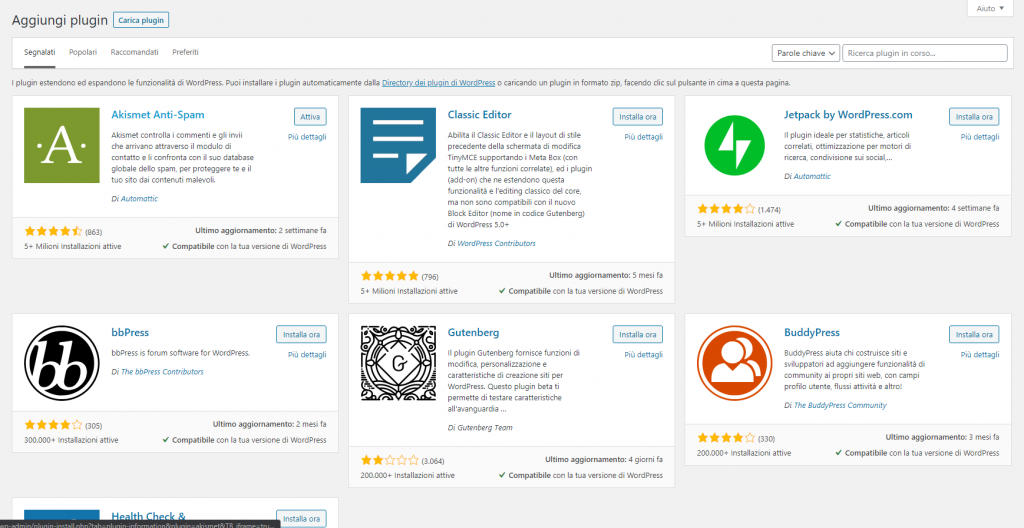 Aiuto ▼
Aggiungi plugin Carica plugin
Segnalati Popolari Raccomandati Preferiti Parole chiave Ricerca plugin in corso...
I plugin estendono ed espandono le funzionalità di WordPress. Puoi installare i plugin automaticamente dalla Directory dei plugin di WordPress o caricando un plugin in formato zip, facendo clic sul pulsante in cima a questa pagina.
·A·
Akismet Anti-Spam
Attiva
Più dettagli
Akismet controlla i commenti e gli invii
che arrivano attraverso il modulo di
contatto e li confronta con il suo database
globale dello spam, per proteggere te e il
tuo sito dai contenuti malevoli.
Di Automattic
(863)
Ultimo aggiornamento: 2 settimane fa
5+ Milioni Installazioni attive
✓ Compatibile con la tua versione di WordPress
Classic Editor
Installa ora
Più dettagli
Abilita il Classic Editor e il layout di stile
precedente della schermata di modifica
TinyMCE supportando i Meta Box (con
tutte le altre funzioni correlate), ed i plugin
(add-on) che ne estendono questa
funzionalità e l'editing classico del core,
ma non sono compatibili con il nuovo
Block Editor (nome in codice Gutenberg)
di WordPress 5.0+
Di WordPress Contributors
(796)
Ultimo aggiornamento: 5 mesi fa
5+ Milioni Installazioni attive
✓ Compatibile con la tua versione di WordPress
Jetpack by WordPress.com
Installa ora
Più dettagli
Il plugin ideale per statistiche, articoli
correlati, ottimizzazione per motori di
ricerca, condivisione sui social,...
Di Automattic
(1.474)
Ultimo aggiornamento: 4 settimane fa
5+ Milioni Installazioni attive
✓ Compatibile con la tua versione di WordPress
bb
bbPress
Installa ora
Più dettagli
bbPress is forum software for WordPress.
Di The bbPress Contributors
(305)
Ultimo aggiornamento: 2 mesi fa
300.000+ Installazioni attive
✓ Compatibile con la tua versione di WordPress
G
Gutenberg
Installa ora
Più dettagli
Il plugin Gutenberg fornisce funzioni di
modifica, personalizzazione e
caratteristiche di creazione siti per
WordPress. Questo plugin beta ti
permette di testare caratteristiche
all'avanguardia ...
Di Gutenberg Team
(3.064)
Ultimo aggiornamento: 4 giorni fa
200.000+ Installazioni attive
✓ Compatibile con la tua versione di WordPress
BuddyPress
Installa ora
Più dettagli
BuddyPress aiuta chi costruisce siti e
sviluppatori ad aggiungere funzionalità di
community ai propri siti web, con campi
profilo utente, flussi attività e altro!
Di The BuddyPress Community
(330)
Ultimo aggiornamento: 3 mesi fa
200.000+ Installazioni attive
✓ Compatibile con la tua versione di WordPress
Health Check &
Installa ora
wp-admin/plugin-install.php?tab=plugin-information&plugin=akismet&TB_iframe=tru...